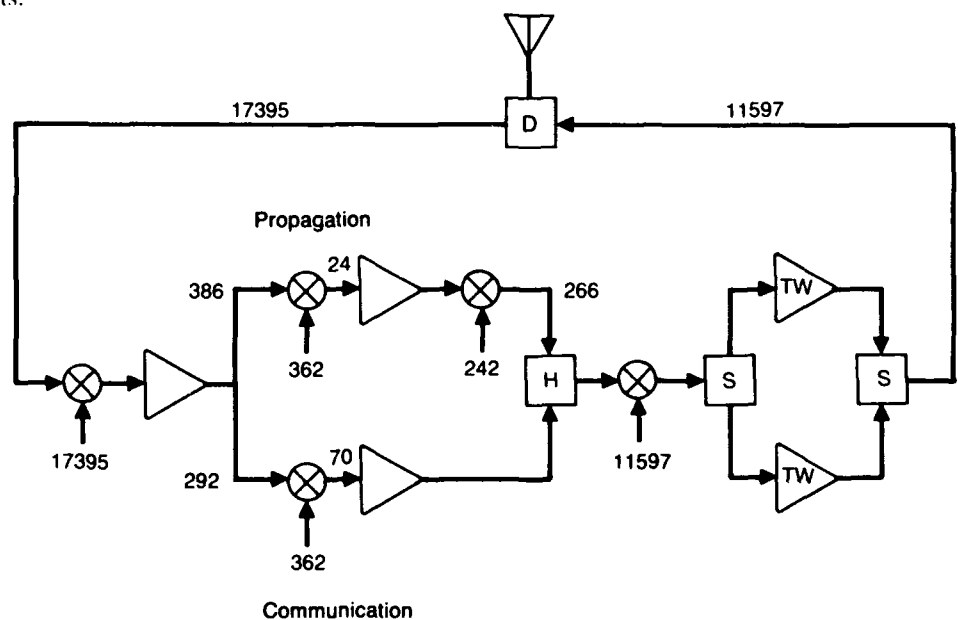 D
17395
11597
Propagation
386
24
266
362
242
TW
17395
H
S
S
11597
292
70
TW
362
Communication